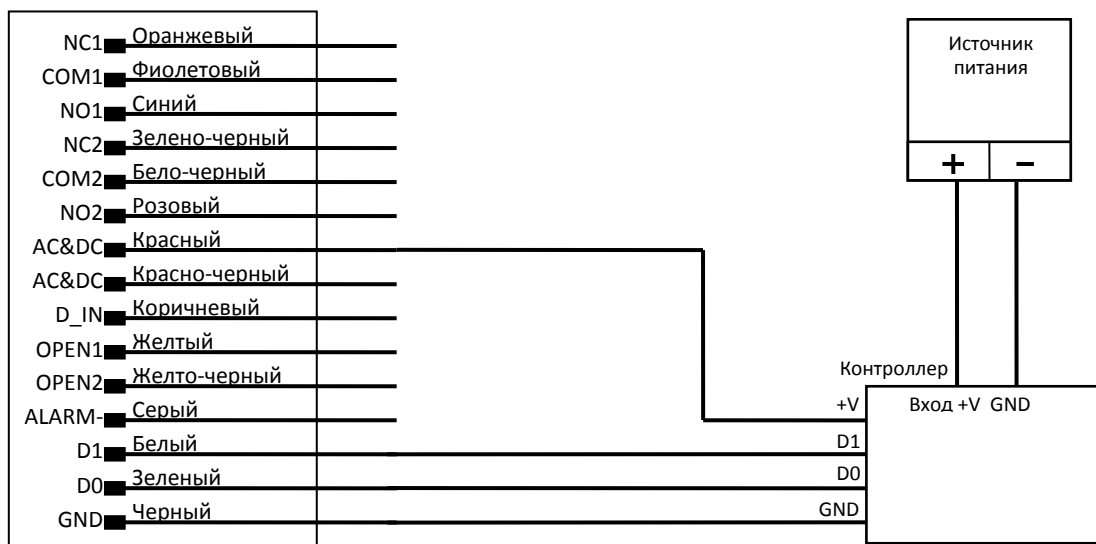 NC1 Оранжевый
COM1 Фиолетовый
NO1 Синий
NC2 Зелено-черный
COM2 Бело-черный
NO2 Розовый
AC&DC Красный
AC&DC Красно-черный
D_IN Коричневый
OPEN1 Желтый
OPEN2 Желто-черный
ALARM- Серый
D1 Белый
D0 Зеленый
GND Черный
Источник
питания
+ −
Контроллер
Вход +V GND
+V
D1
D0
GND